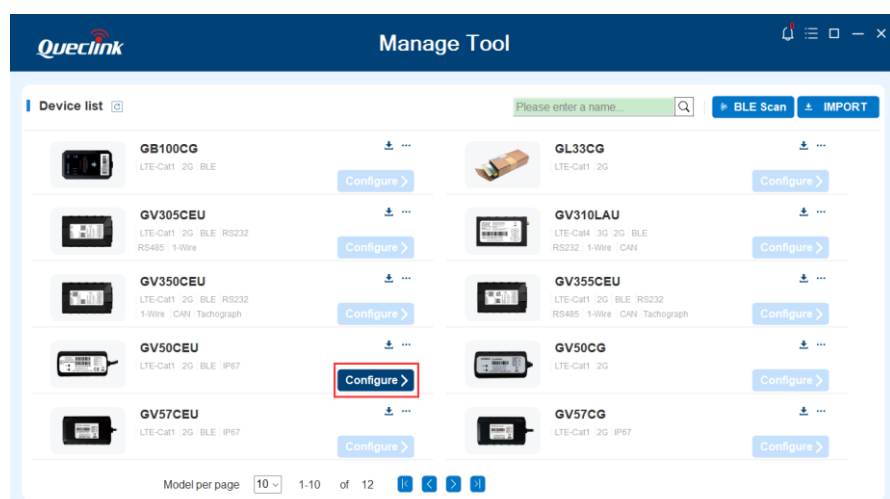 Queclink
Manage Tool
Device list
Please enter a name...
BLE Scan
IMPORT
GB100CG
LTE-Cat1 2G BLE
Configure
GL33CG
LTE-Cat1 2G
Configure
GV305CEU
LTE-Cat1 2G BLE RS232
RS485 1-Wire
Configure
GV310LAU
LTE-Cat4 3G 2G BLE
RS232 1-Wire CAN
Configure
GV350CEU
LTE-Cat1 2G BLE RS232
1-Wire CAN Tachograph
Configure
GV355CEU
LTE-Cat1 2G BLE RS232
RS485 1-Wire CAN Tachograph
Configure
GV50CEU
LTE-Cat1 2G BLE IP67
Configure
GV50CG
LTE-Cat1 2G
Configure
GV57CEU
LTE-Cat1 2G BLE IP67
Configure
GV57CG
LTE-Cat1 2G IP67
Configure
Model per page 10 1-10 of 12